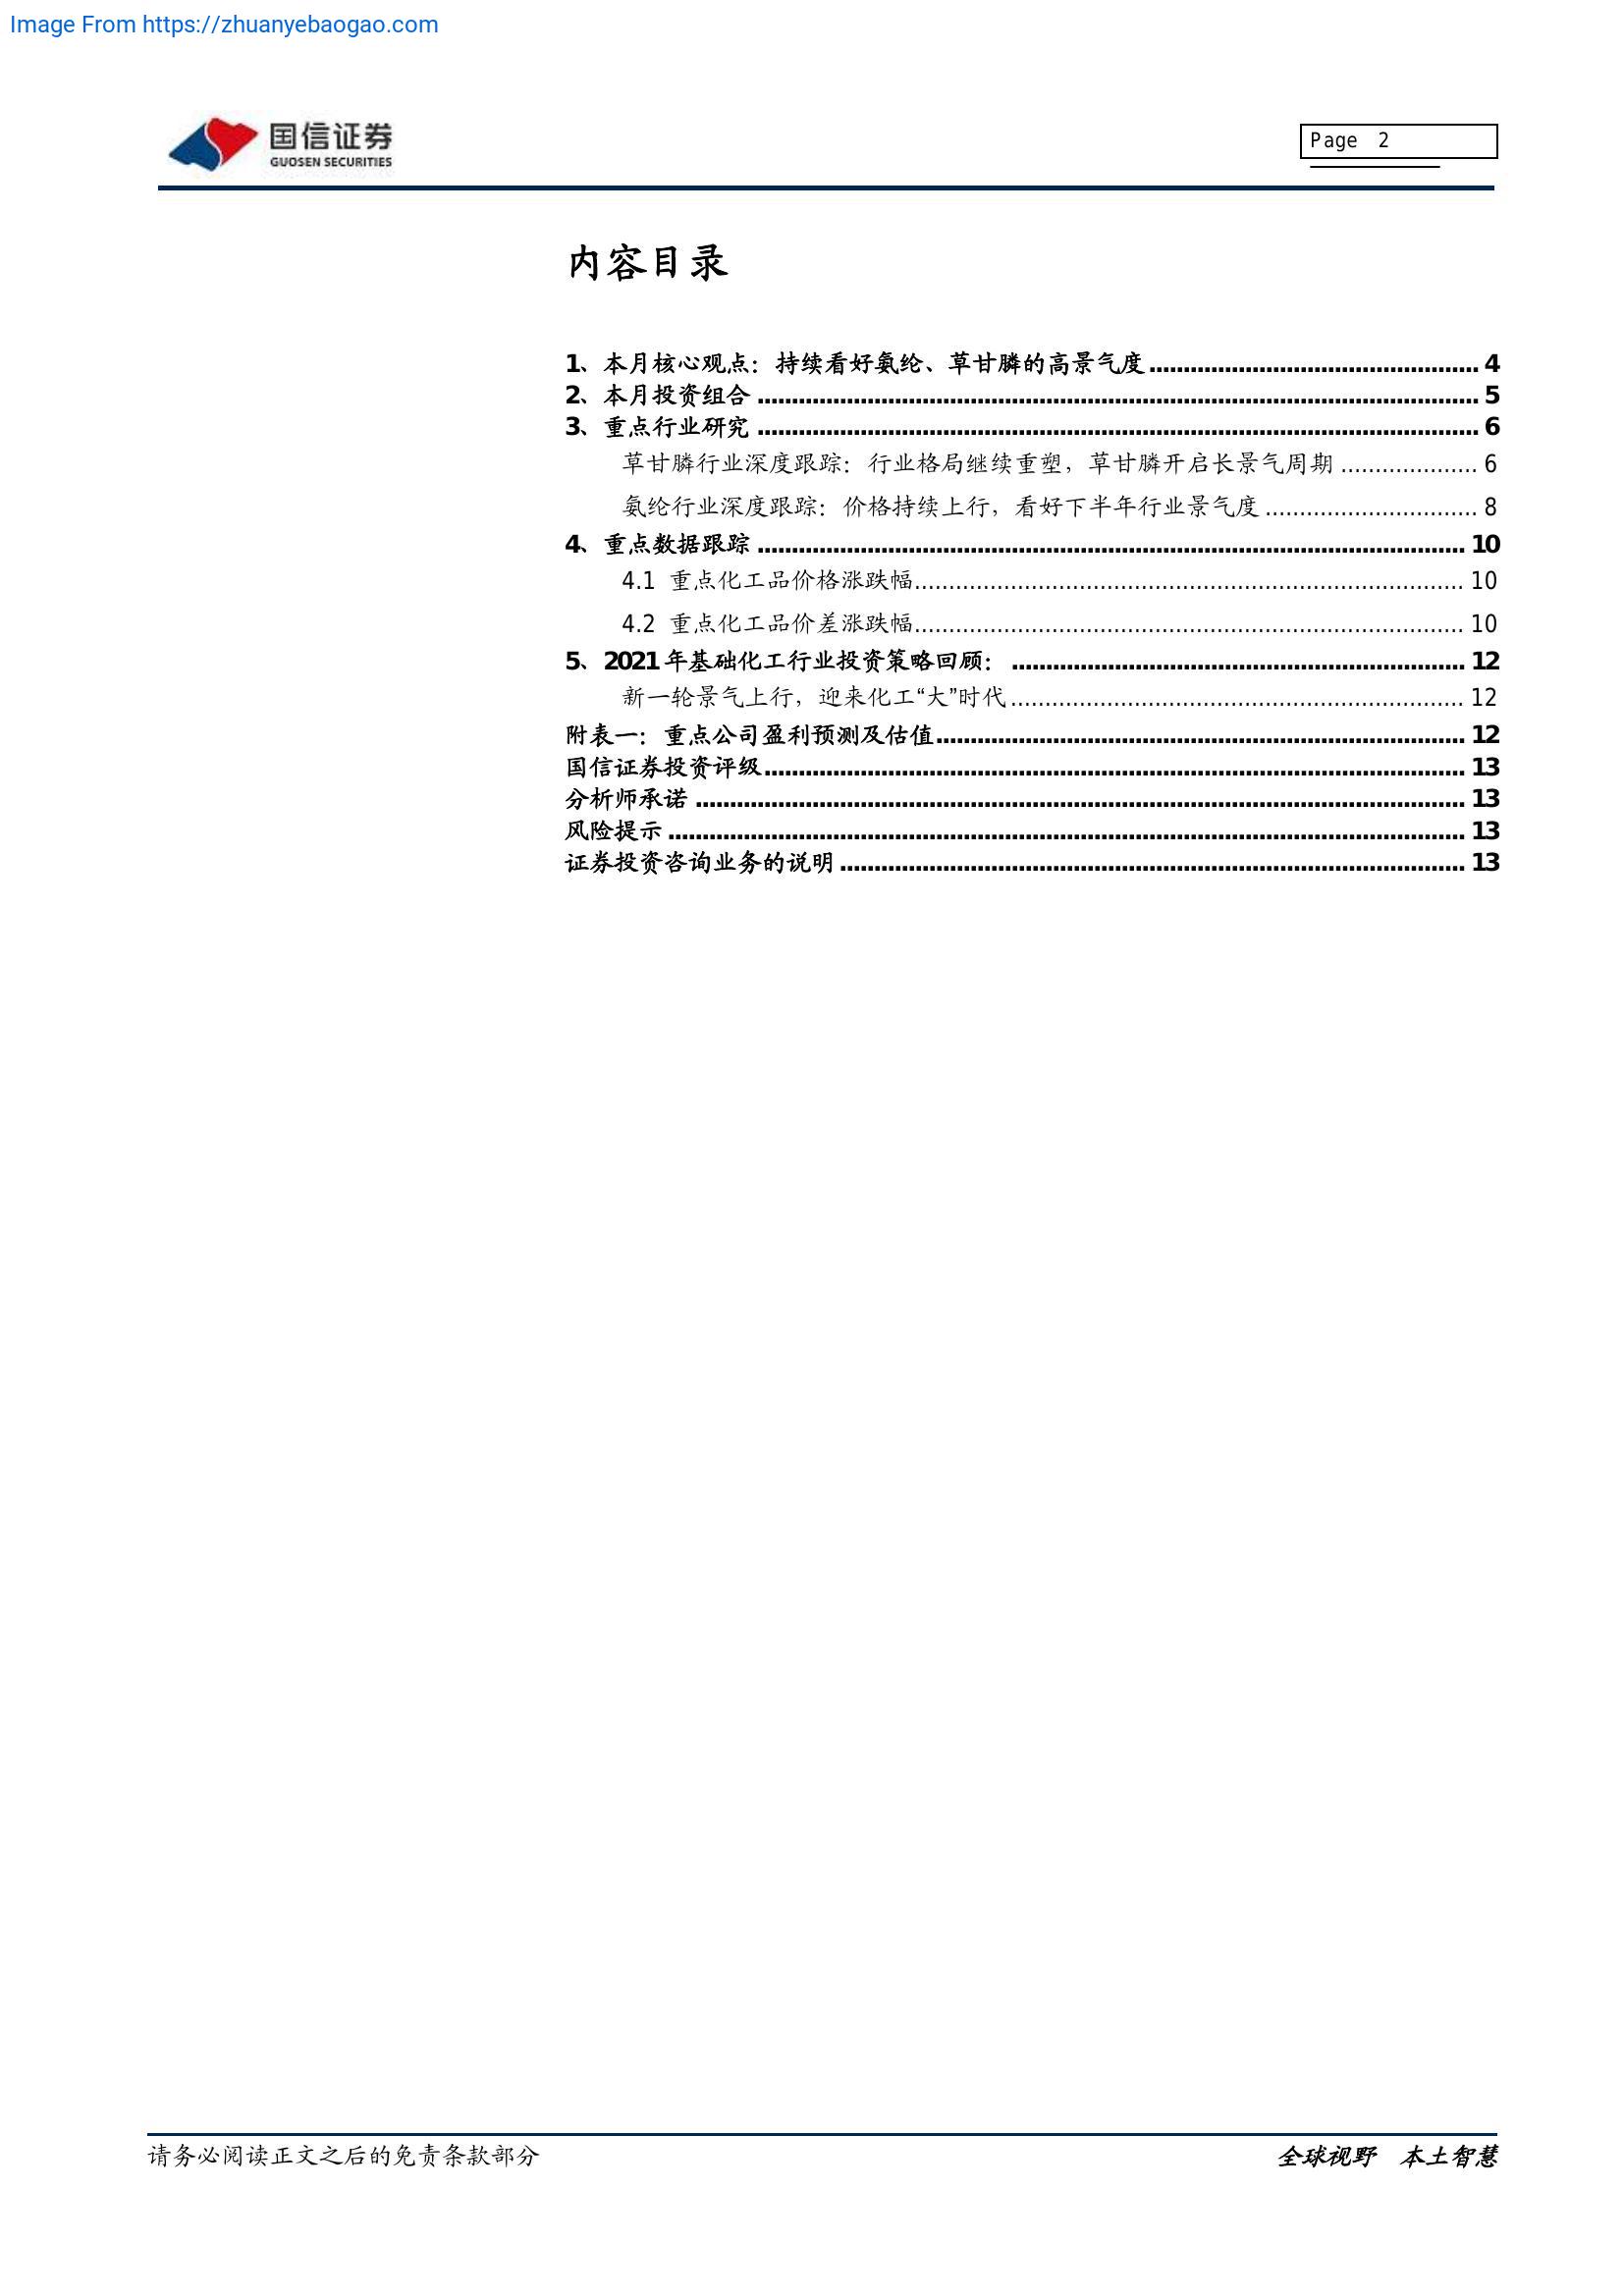 Image From https://zhuanyebaogao.com
国信证券
GUOSEN SECURITIES
Page 2
内容目录
1、本月核心观点：持续看好氨纶、草甘膦的高景气度................................................ 4
2、本月投资组合......................................................................................................... 5
3、重点行业研究......................................................................................................... 6
草甘膦行业深度跟踪：行业格局继续重塑，草甘膦开启长景气周期.................... 6
氨纶行业深度跟踪：价格持续上行，看好下半年行业景气度............................... 8
4、重点数据跟踪....................................................................................................... 10
4.1 重点化工品价格涨跌幅................................................................................ 10
4.2 重点化工品价差涨跌幅................................................................................ 10
5、2021年基础化工行业投资策略回顾：.................................................................. 12
新一轮景气上行，迎来化工“大”时代.................................................................. 12
附表一：重点公司盈利预测及估值............................................................................. 12
国信证券投资评级...................................................................................................... 13
分析师承诺................................................................................................................ 13
风险提示.................................................................................................................... 13
证券投资咨询业务的说明........................................................................................... 13
请务必阅读正文之后的免责条款部分
全球视野 本土智慧